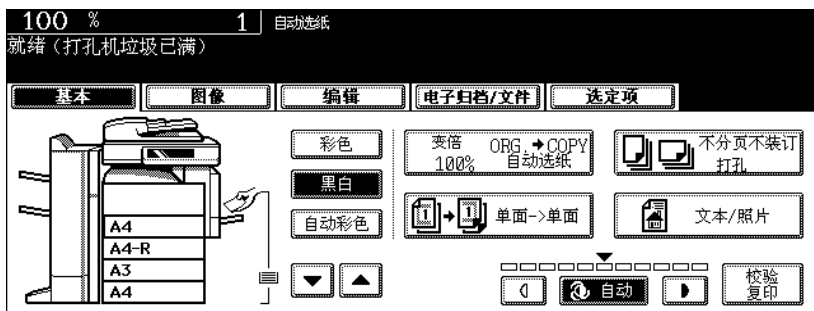 100 % 1 自动选纸
就绪（打孔机垃圾已满）
基本 图像 编辑 电子归档/文件 选定项
彩色
黑白
自动彩色
变倍 ORG.→COPY
100% 自动选纸
不分页不装订
打孔
1→1 单面->单面
文本/照片
A4
A4-R
A3
A4
自动
校验
复印